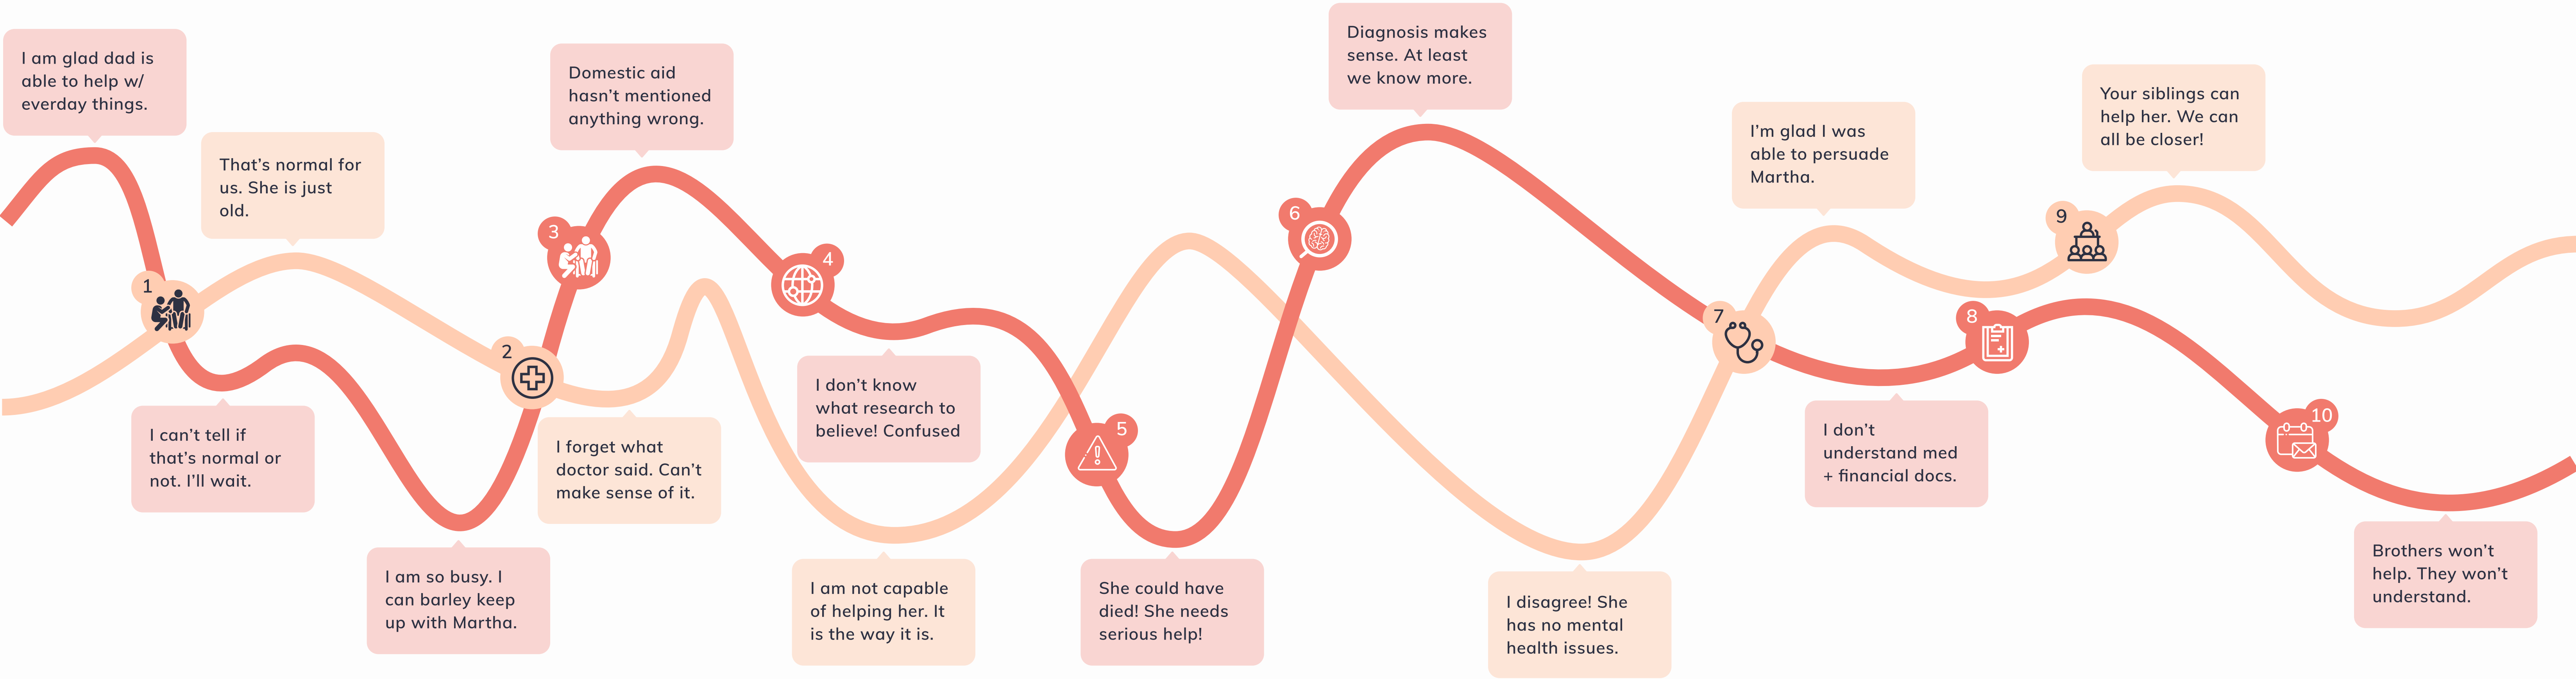 I am glad dad is
able to help w/
everday things.
1
That's normal for
us. She is just
old.
I can't tell if
that's normal or
not. I'll wait.
I am so busy. I
can barley keep
up with Martha.
2
I forget what
doctor said. Can't
make sense of it.
3
Domestic aid
hasn't mentioned
anything wrong.
4
I don't know
what research to
believe! Confused
I am not capable
of helping her. It
is the way it is.
5
She could have
died! She needs
serious help!
6
Diagnosis makes
sense. At least
we know more.
I disagree! She
has no mental
health issues.
7
I'm glad I was
able to persuade
Martha.
I don't
understand med
+ financial docs.
8
9
Your siblings can
help her. We can
all be closer!
10
Brothers won't
help. They won't
understand.